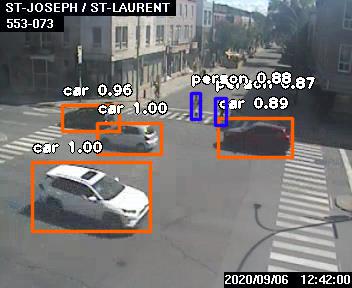 ST-JOSEPH / ST-LAURENT
553-073
person 0.88
person 0.87
car 0.96
car 1.00
car 0.89
car 1.00
2020/09/06 12:42:00